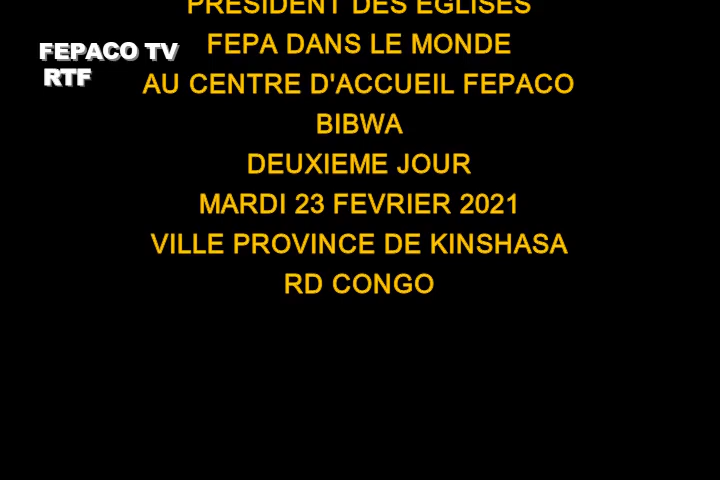 PRESIDENT DES EGLISES
FEPACO TV
RTF
FEPA DANS LE MONDE
AU CENTRE D'ACCUEIL FEPACO
BIBWA
DEUXIEME JOUR
MARDI 23 FEVRIER 2021
VILLE PROVINCE DE KINSHASA
RD CONGO